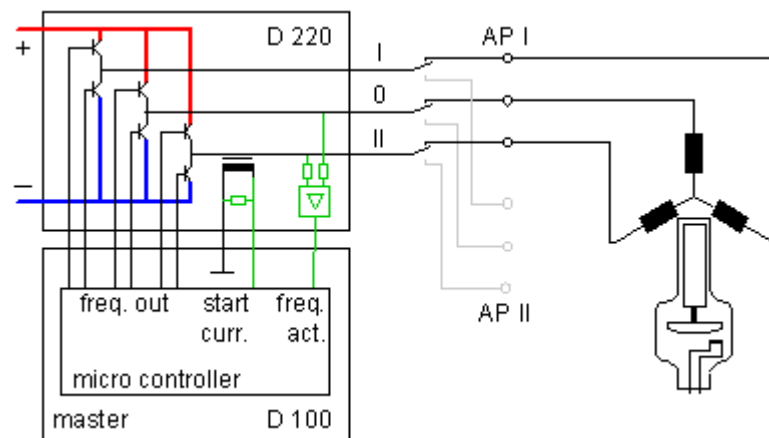 +
D 220
I
AP I
0
II
–
freq. out
start
curr.
freq.
act.
AP II
micro controller
master
D 100